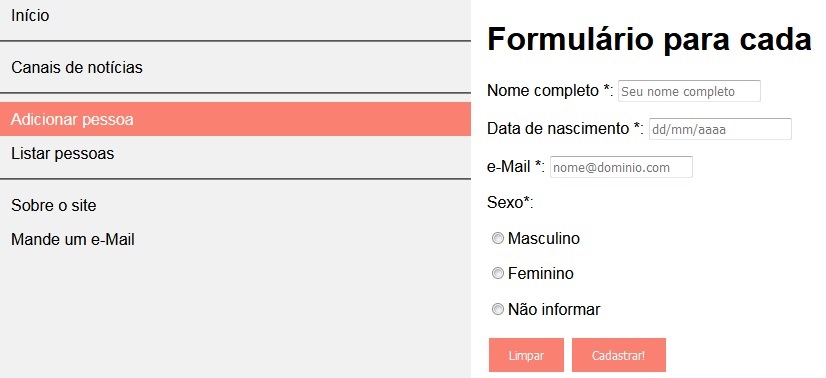 Início
Canais de notícias
Adicionar pessoa
Listar pessoas
Sobre o site
Mande um e-Mail
Formulário para cada
Nome completo *: Seu nome completo
Data de nascimento *: dd/mm/aaaa
e-Mail *: nome@dominio.com
Sexo*:
Masculino
Feminino
Não informar
Limpar Cadastrar!